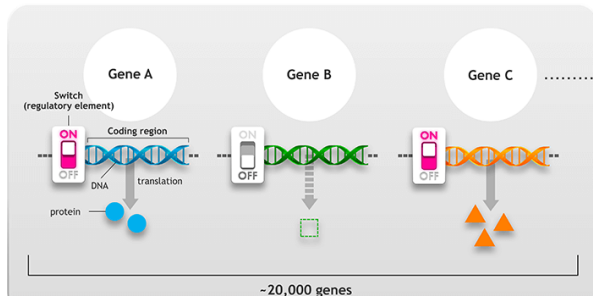 Gene A
Gene B
Gene C
Switch
(regulatory element)
ON
OFF
Coding region
DNA
translation
protein
ON
OFF
ON
OFF
~20,000 genes